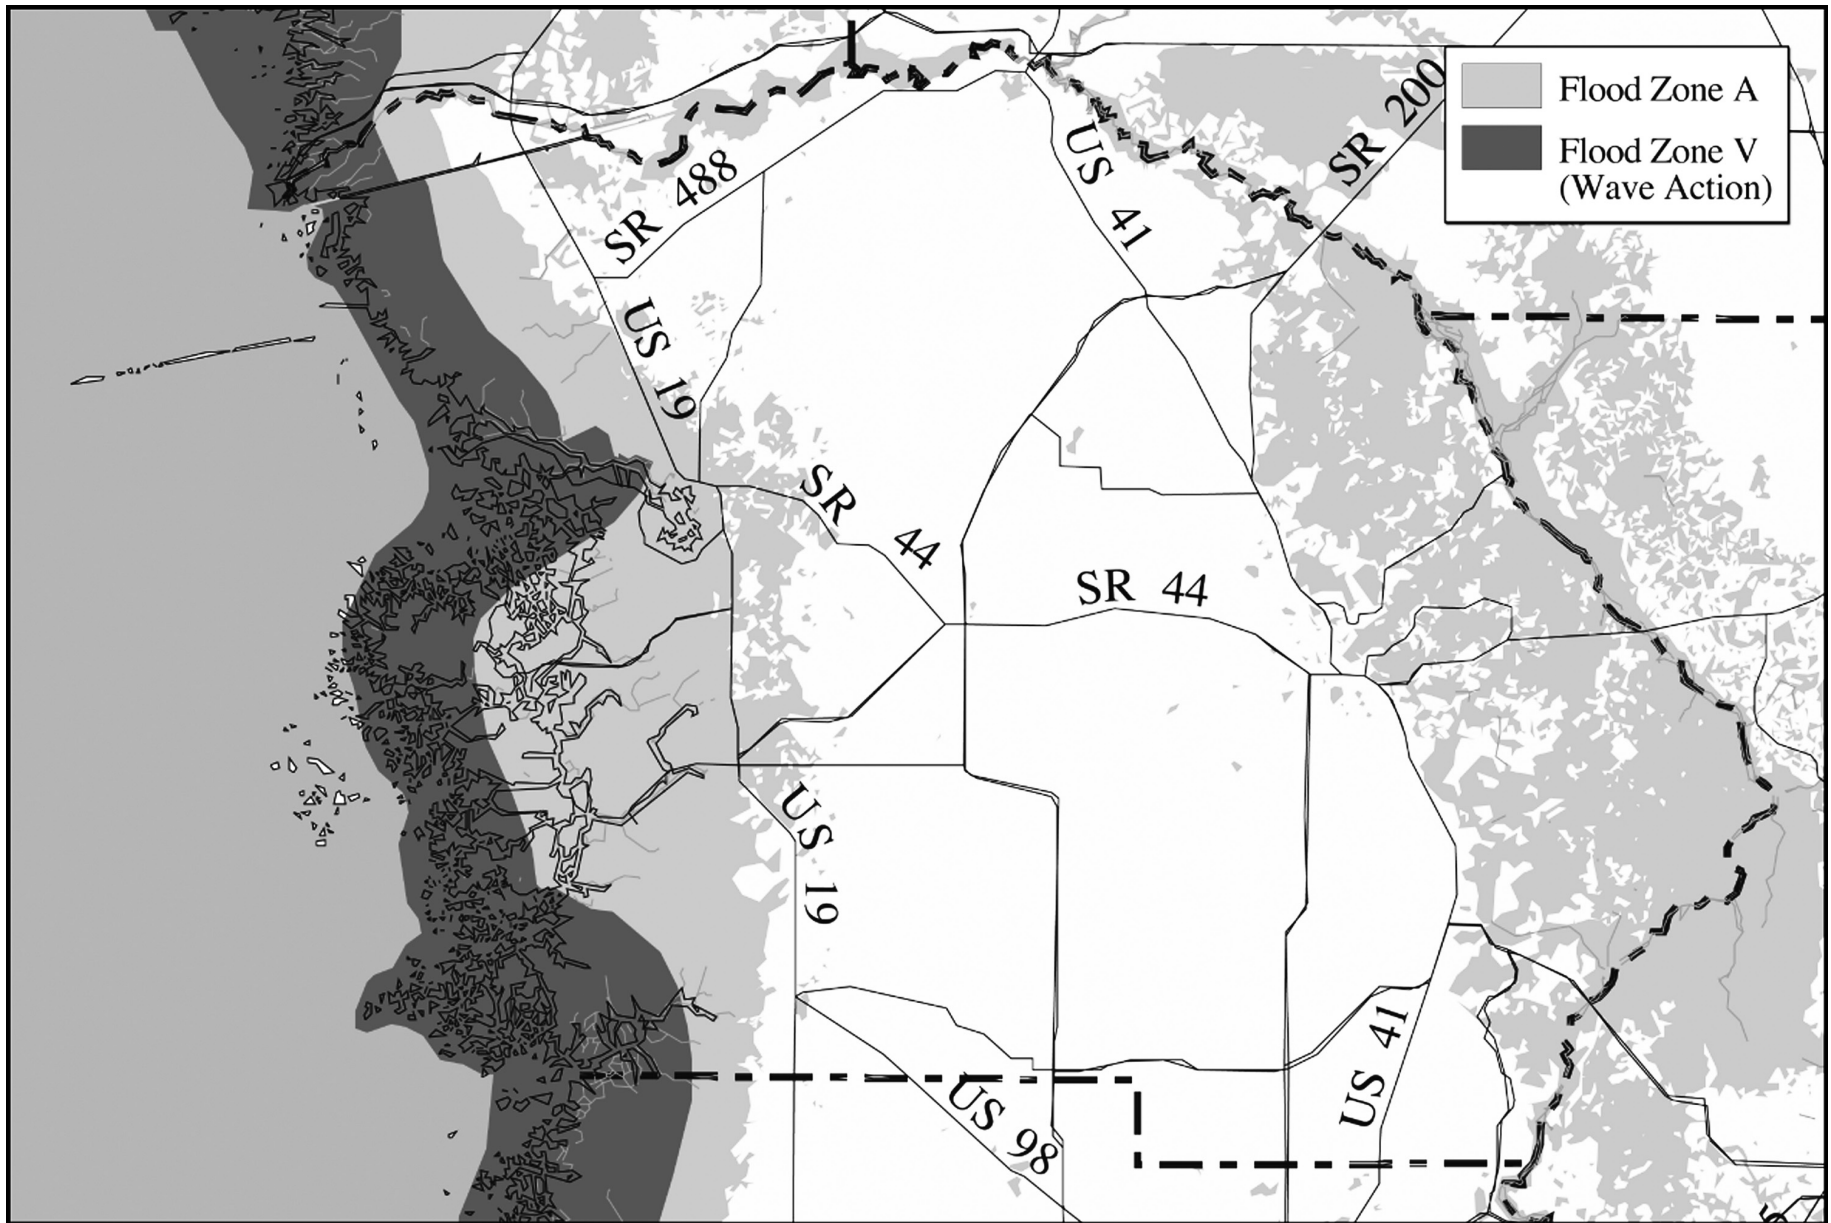 Flood Zone A
Flood Zone V
(Wave Action)
SR 200
US 41
SR 488
US 19
SR 44
SR 44
US 19
US 41
US 98